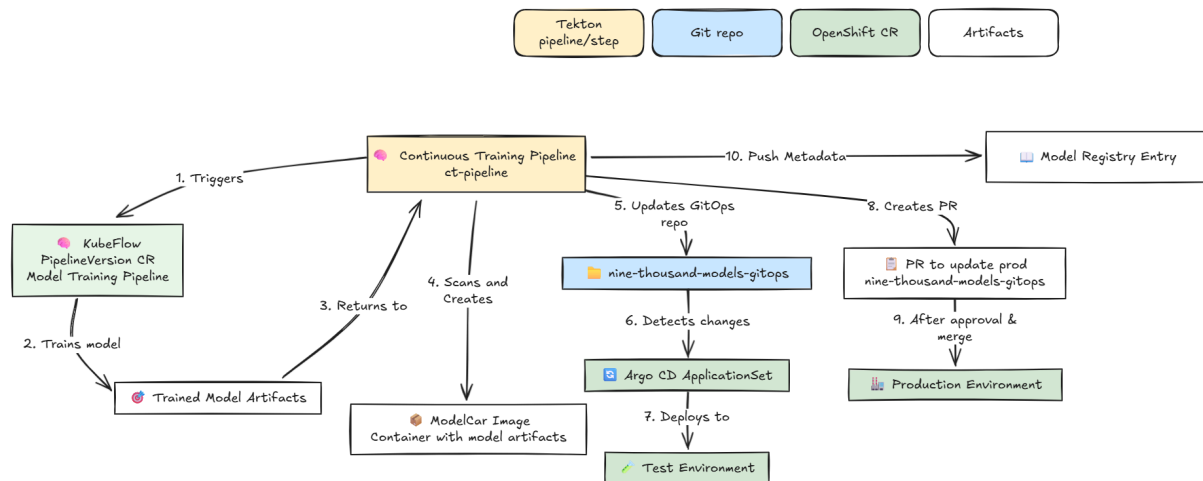 Tekton
pipeline/step
Git repo
OpenShift CR
Artifacts
Continuous Training Pipeline
ct-pipeline
10. Push Metadata
Model Registry Entry
1. Triggers
5. Updates GitOps
repo
8. Creates PR
KubeFlow
PipelineVersion CR
Model Training Pipeline
nine-thousand-models-gitops
PR to update prod
nine-thousand-models-gitops
4. Scans and
Creates
3. Returns to
6. Detects changes
9. After approval &
merge
2. Trains model
Argo CD ApplicationSet
Production Environment
Trained Model Artifacts
ModelCar Image
Container with model artifacts
7. Deploys to
Test Environment